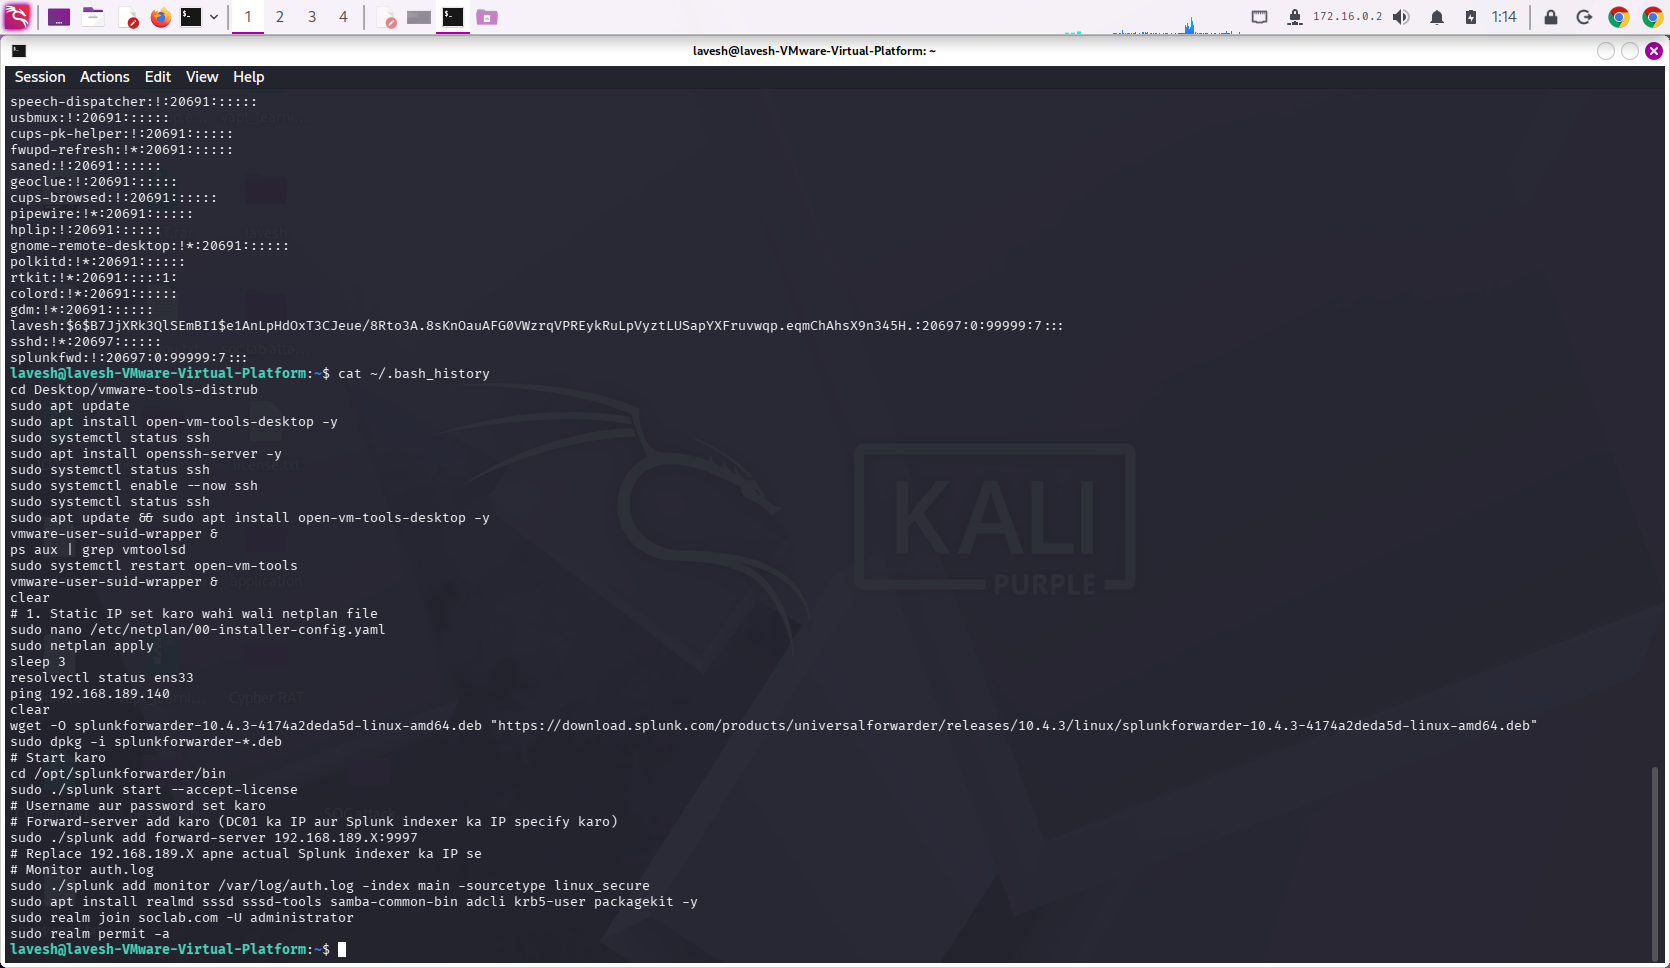 1 2 3 4 172.16.0.2 1:14
lavesh@lavesh-VMware-Virtual-Platform: ~
Session Actions Edit View Help
speech-dispatcher:!:20691::::::
usbmux:!:20691::::::
cups-pk-helper:!:20691::::::
fwupd-refresh:!*:20691::::::
saned:!:20691::::::
geoclue:!:20691::::::
cups-browsed:!:20691::::::
pipewire:!*:20691::::::
hplip:!:20691::::::
gnome-remote-desktop:!*:20691::::::
polkitd:!*:20691::::::
rtkit:!*:20691:::::1:
colord:!*:20691::::::
gdm:!*:20691::::::
lavesh:$6$B7JjXRk3QlSEmBI1$e1AnLpHdOxT3CJeue/8Rto3A.8sKnOauAFG0VWzrqVPREykRuLpVyztLUSapYXFruvwqp.eqmChAhsX9n345H.:20697:0:99999:7:::
sshd:!*:20697::::::
splunkfwd:!:20697:0:99999:7:::
lavesh@lavesh-VMware-Virtual-Platform:~$ cat ~/.bash_history
cd Desktop/vmware-tools-distrub
sudo apt update
sudo apt install open-vm-tools-desktop -y
sudo systemctl status ssh
sudo apt install openssh-server -y
sudo systemctl status ssh
sudo systemctl enable --now ssh
sudo systemctl status ssh
sudo apt update && sudo apt install open-vm-tools-desktop -y
vmware-user-suid-wrapper &
ps aux | grep vmtoolsd
sudo systemctl restart open-vm-tools
vmware-user-suid-wrapper &
clear
# 1. Static IP set karo wahi wali netplan file
sudo nano /etc/netplan/00-installer-config.yaml
sudo netplan apply
sleep 3
resolvectl status ens33
ping 192.168.189.140
clear
wget -O splunkforwarder-10.4.3-4174a2deda5d-linux-amd64.deb "https://download.splunk.com/products/universalforwarder/releases/10.4.3/linux/splunkforwarder-10.4.3-4174a2deda5d-linux-amd64.deb"
sudo dpkg -i splunkforwarder-*.deb
# Start karo
cd /opt/splunkforwarder/bin
sudo ./splunk start --accept-license
# Username aur password set karo
# Forward-server add karo (DC01 ka IP aur Splunk indexer ka IP specify karo)
sudo ./splunk add forward-server 192.168.189.X:9997
# Replace 192.168.189.X apne actual Splunk indexer ka IP se
# Monitor auth.log
sudo ./splunk add monitor /var/log/auth.log -index main -sourcetype linux_secure
sudo apt install realmd sssd sssd-tools samba-common-bin adcli krb5-user packagekit -y
sudo realm join soclab.com -U administrator
sudo realm permit -a
lavesh@lavesh-VMware-Virtual-Platform:~$
KALI
PURPLE
license.txt
application
Cypher RAT